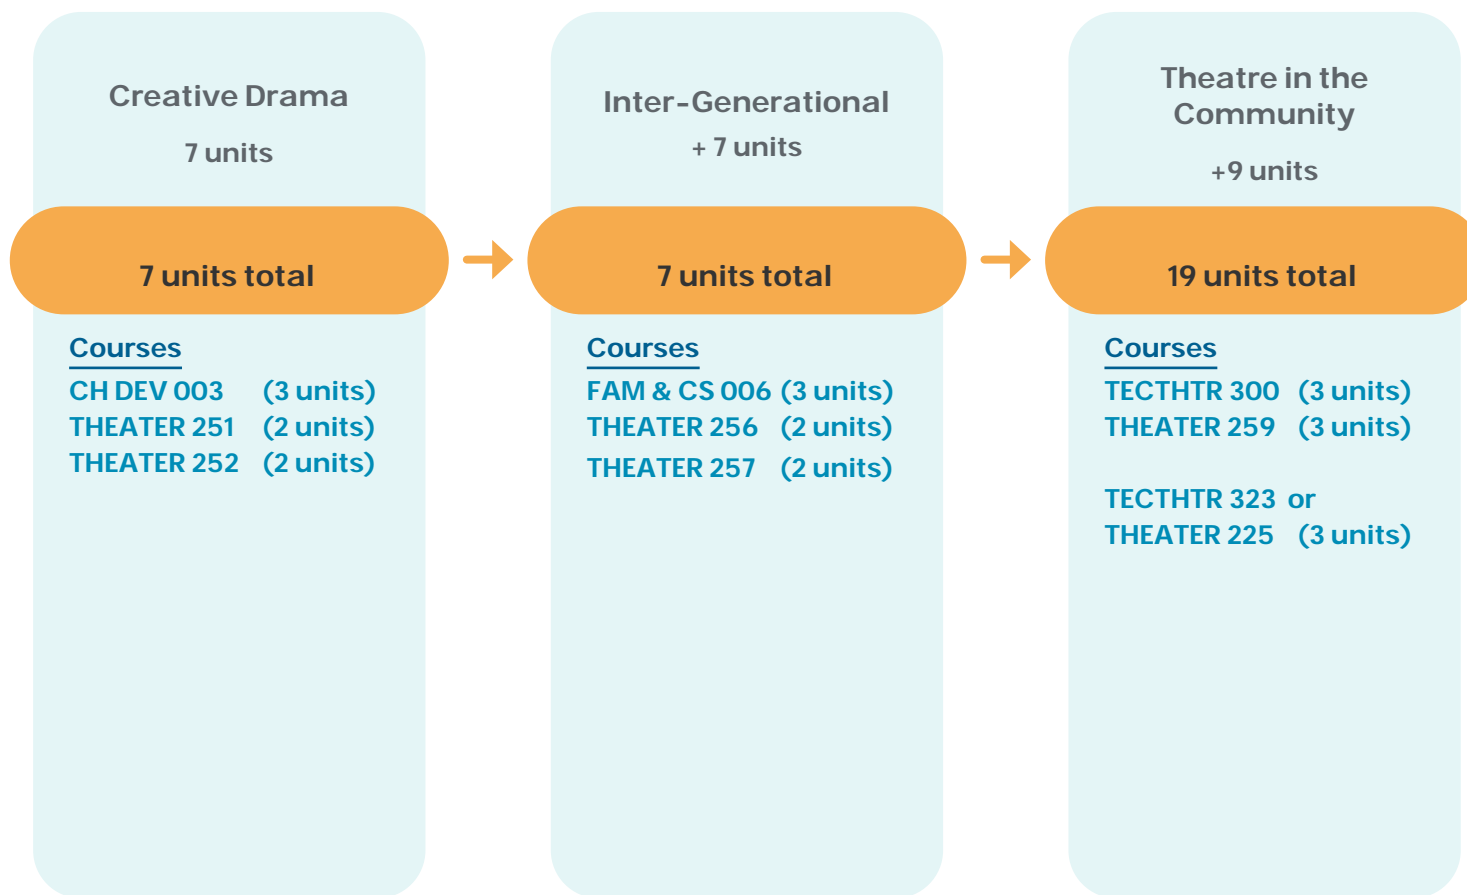 Creative Drama
7 units
7 units total
Courses
CH DEV 003 (3 units)
THEATER 251 (2 units)
THEATER 252 (2 units)
Inter-Generational
+ 7 units
7 units total
Courses
FAM & CS 006 (3 units)
THEATER 256 (2 units)
THEATER 257 (2 units)
Theatre in the
Community
+9 units
19 units total
Courses
TECTHTR 300 (3 units)
THEATER 259 (3 units)
TECTHTR 323 or
THEATER 225 (3 units)